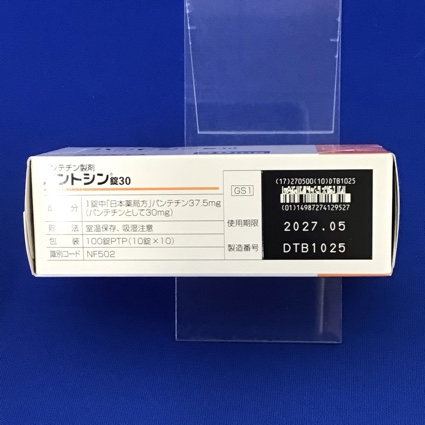 パンテチン製剤
パントシン錠30
成 分 1錠中「日本薬局方」パンテチン37.5mg
(パンテチンとして30mg)
貯 法 室温保存、吸湿注意
包 装 100錠PTP(10錠×10)
識別コード NF502
GS1
使用期限
製造番号
(17)270500(10)DTB1025
(01)14987274129527
2027.05
DTB1025